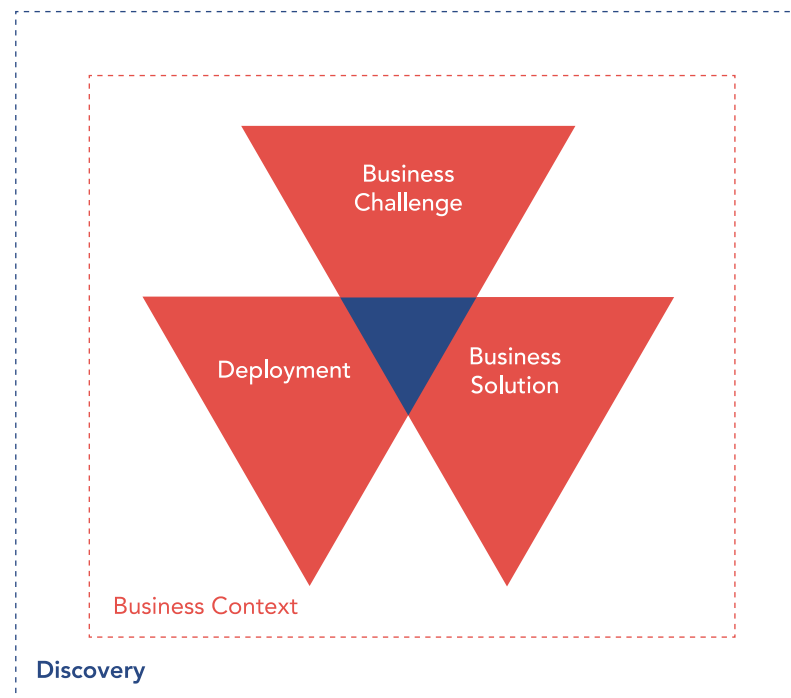 Business
Challenge
Deployment
Business
Solution
Business Context
Discovery